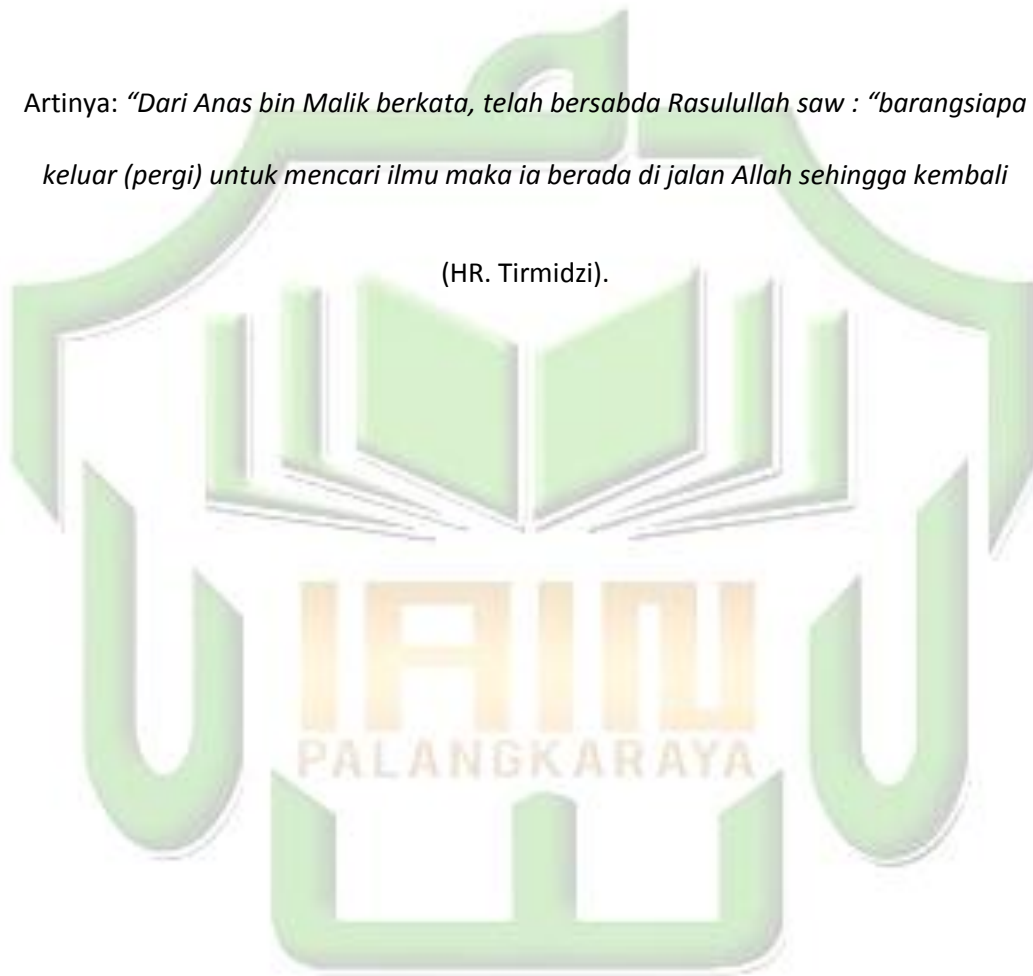 Artinya: “Dari Anas bin Malik berkata, telah bersabda Rasulullah saw : “barangsiapa
keluar (pergi) untuk mencari ilmu maka ia berada di jalan Allah sehingga kembali
(HR. Tirmidzi).
IAIN
PALANGKARAYA